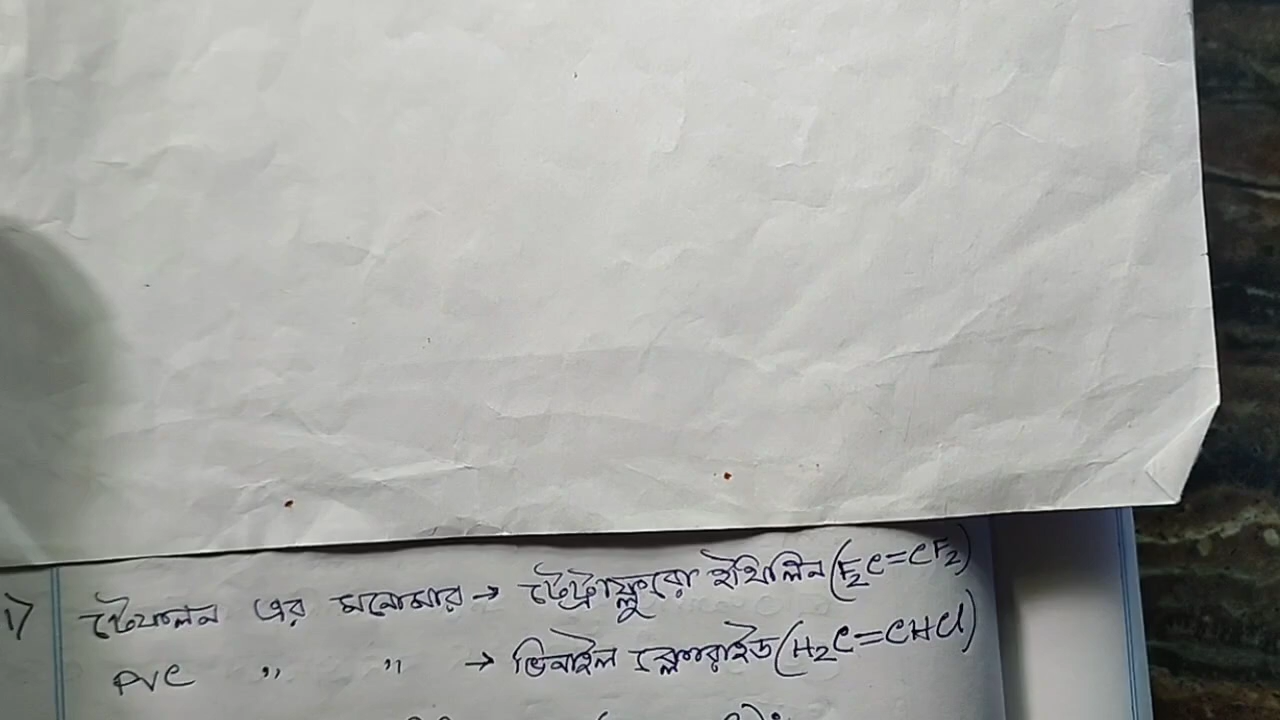 1) টেফলন এর মনোমার → টেট্রাফ্লুরো ইথিলিন (F₂C=CF₂)
PVC " " → ভিনাইল ক্লোরাইড (H₂C=CHCl)